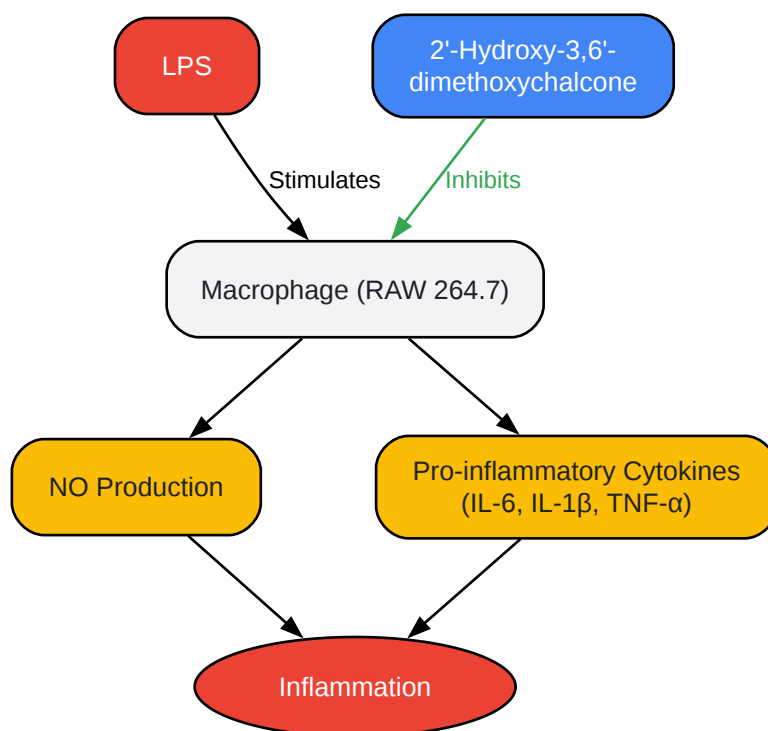 LPS
2'-Hydroxy-3,6'-
dimethoxychalcone
Stimulates
Inhibits
Macrophage (RAW 264.7)
NO Production
Pro-inflammatory Cytokines
(IL-6, IL-1β, TNF-α)
Inflammation